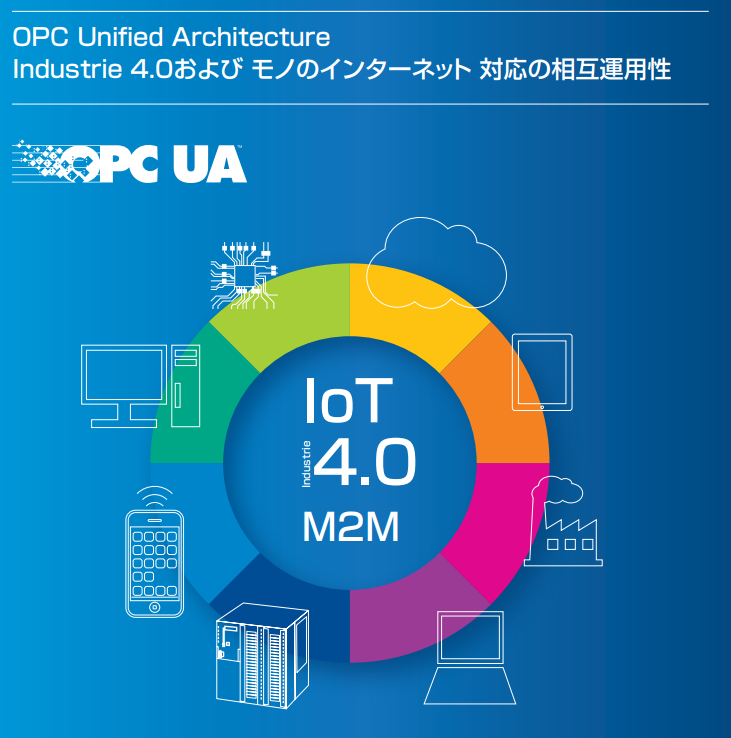 OPC Unified Architecture
Industrie 4.0および モノのインターネット 対応の相互運用性
OPC UA™
IoT
Industrie
4.0
M2M